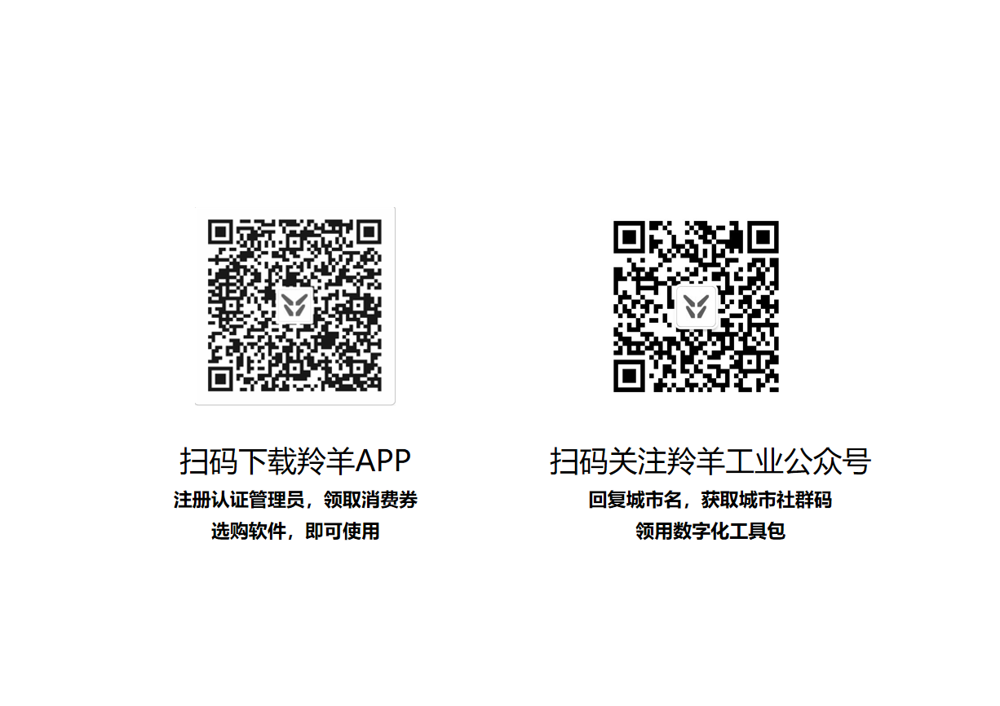 扫码下载羚羊APP
注册认证管理员，领取消费券
选购软件，即可使用
扫码关注羚羊工业公众号
回复城市名，获取城市社群码
领用数字化工具包